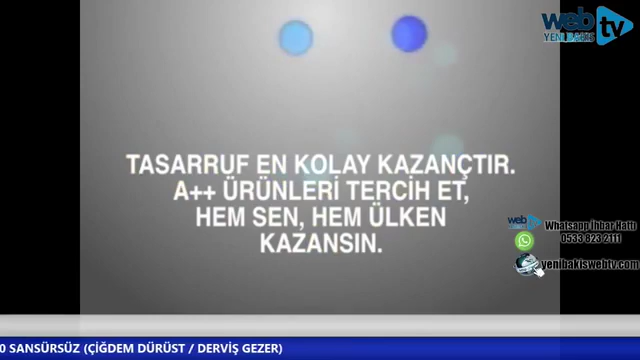 web tv
YENİ BAKIŞ
TASARRUF EN KOLAY KAZANÇTIR.
A++ ÜRÜNLERİ TERCİH ET,
HEM SEN, HEM ÜLKEN
KAZANSIN.
web tv
Whatsapp İhbar Hattı
0533 823 2111
yenibakiswebtv.com
0 SANSÜRSÜZ (ÇİĞDEM DÜRÜST / DERVİŞ GEZER)